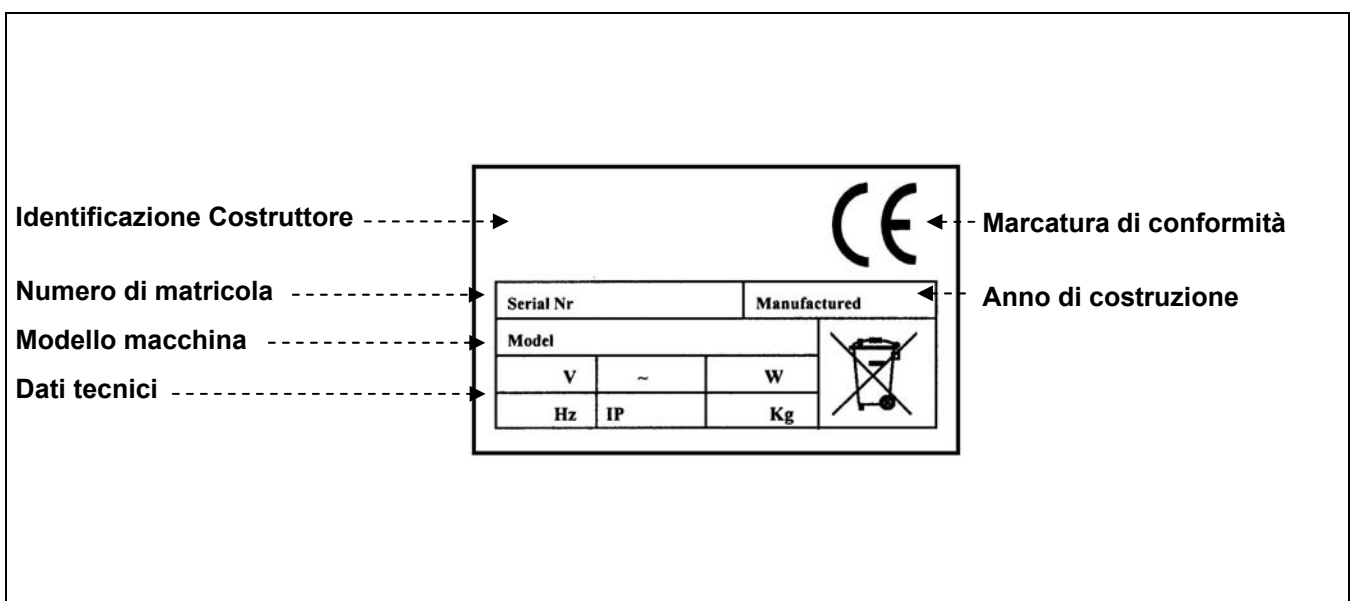 Identificazione Costruttore
CE
Marcatura di conformità
Numero di matricola
Serial Nr
Manufactured
Anno di costruzione
Modello macchina
Model
Dati tecnici
V
~
W
Hz
IP
Kg